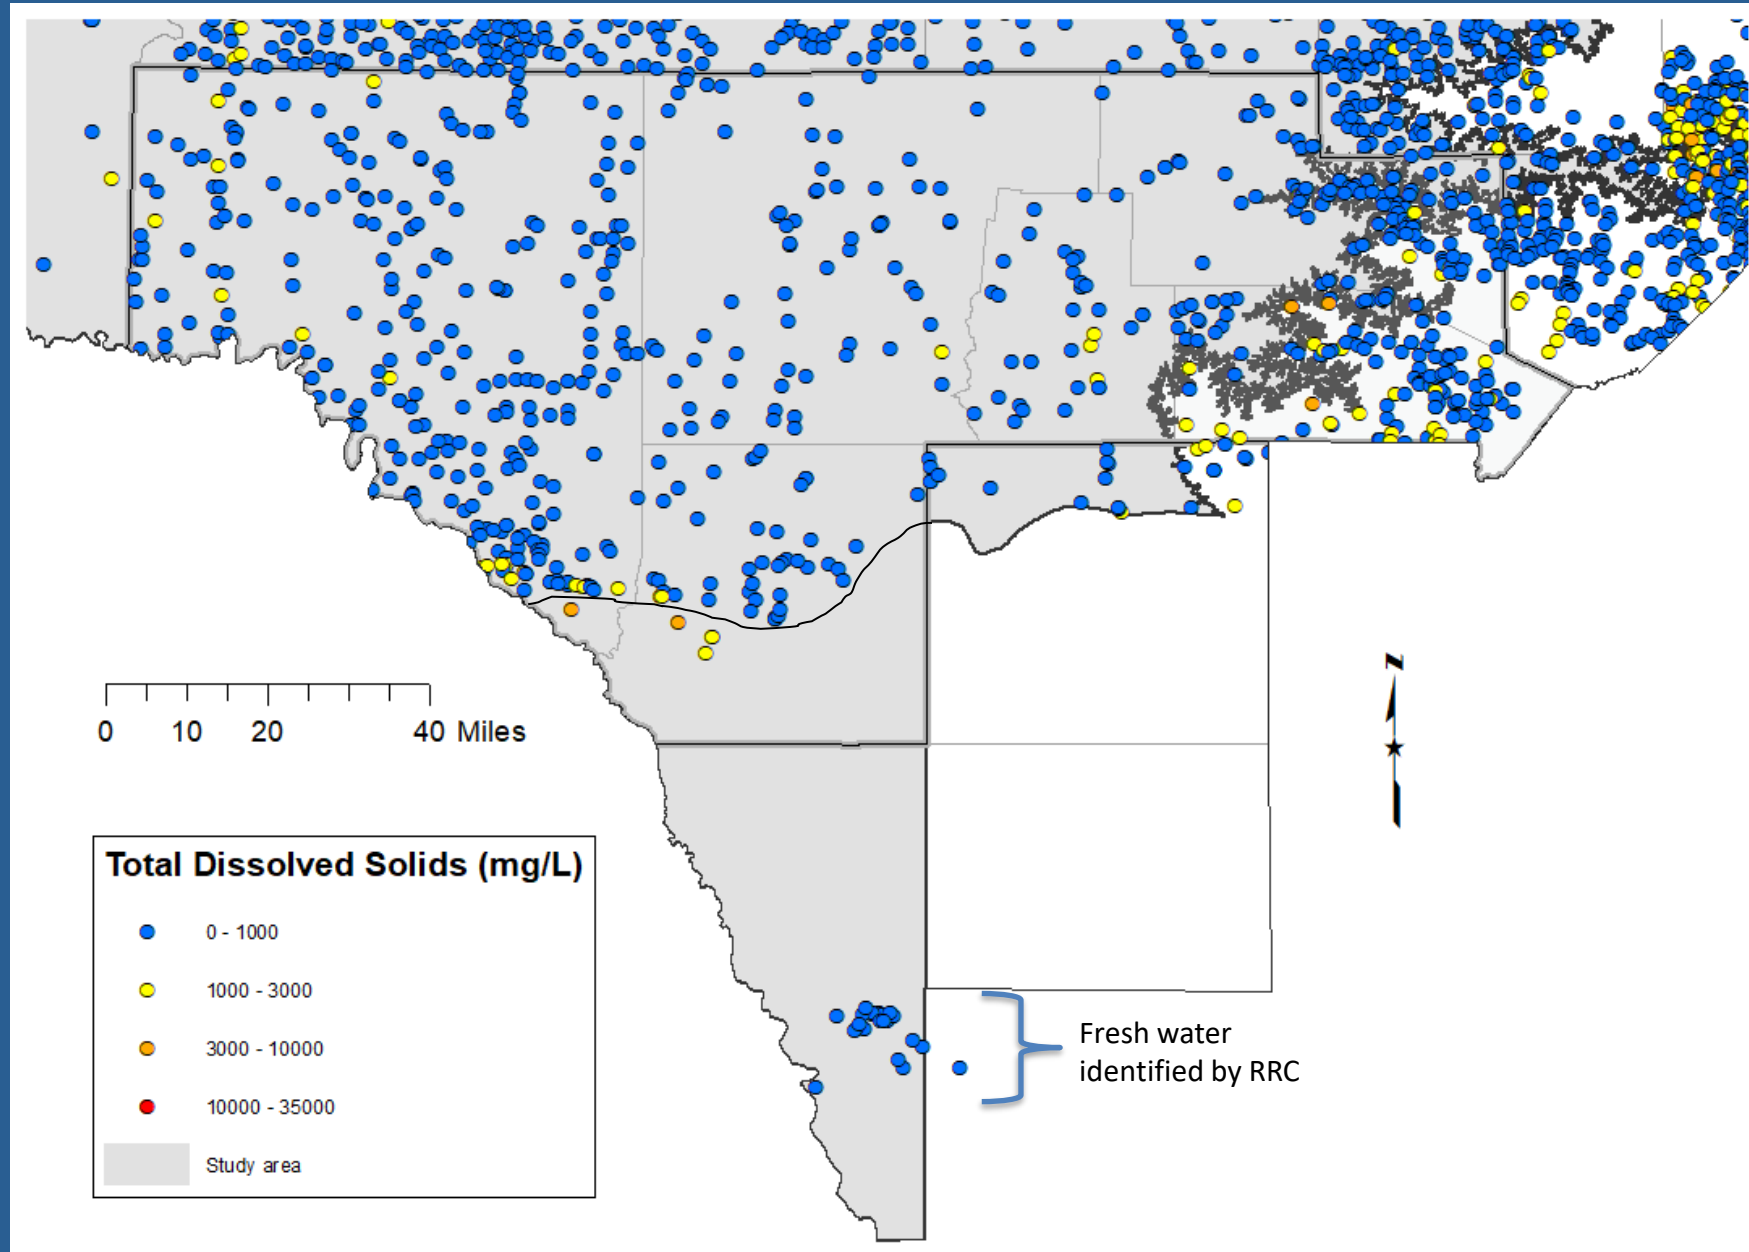 N
0 10 20 40 Miles
Total Dissolved Solids (mg/L)
0 - 1000
1000 - 3000
3000 - 10000
10000 - 35000
Study area
Fresh water
identified by RRC